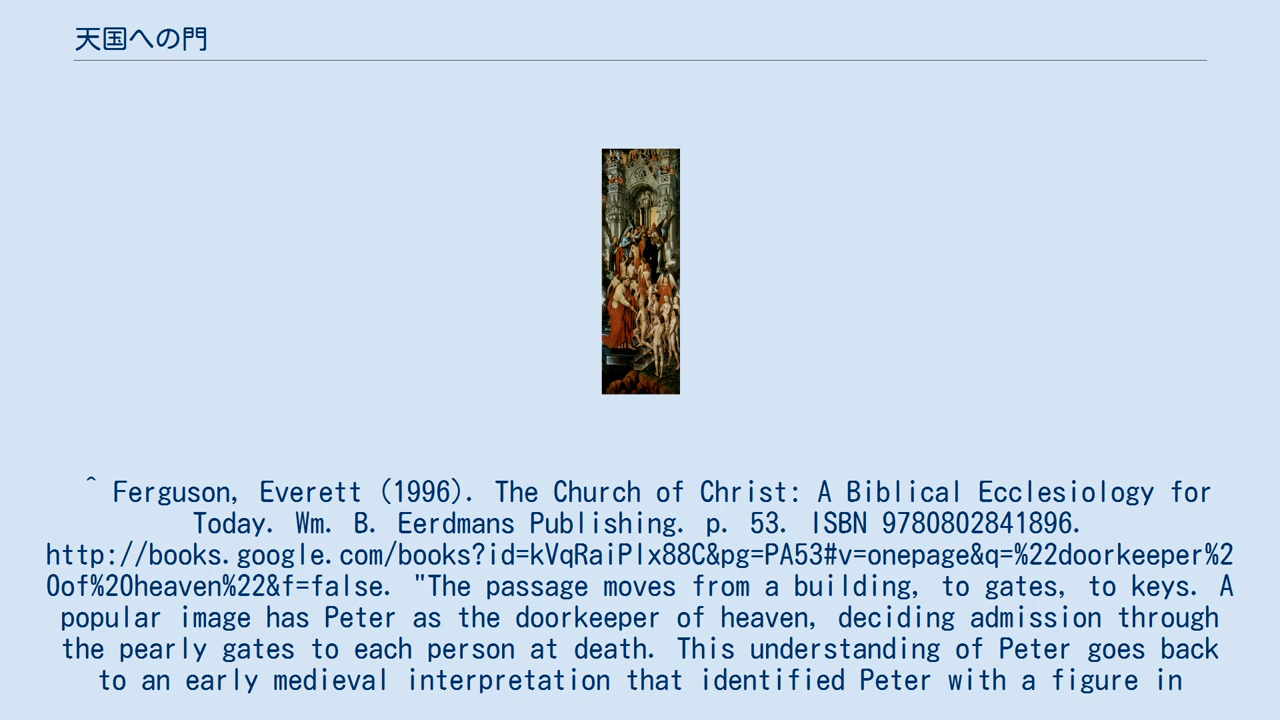 天国への門
^ Ferguson, Everett (1996). The Church of Christ: A Biblical Ecclesiology for
Today. Wm. B. Eerdmans Publishing. p. 53. ISBN 9780802841896.
http://books.google.com/books?id=kVqRaiPlx88C&pg=PA53#v=onepage&q=%22doorkeeper%2
0of%20heaven%22&f=false. "The passage moves from a building, to gates, to keys. A
popular image has Peter as the doorkeeper of heaven, deciding admission through
the pearly gates to each person at death. This understanding of Peter goes back
to an early medieval interpretation that identified Peter with a figure in